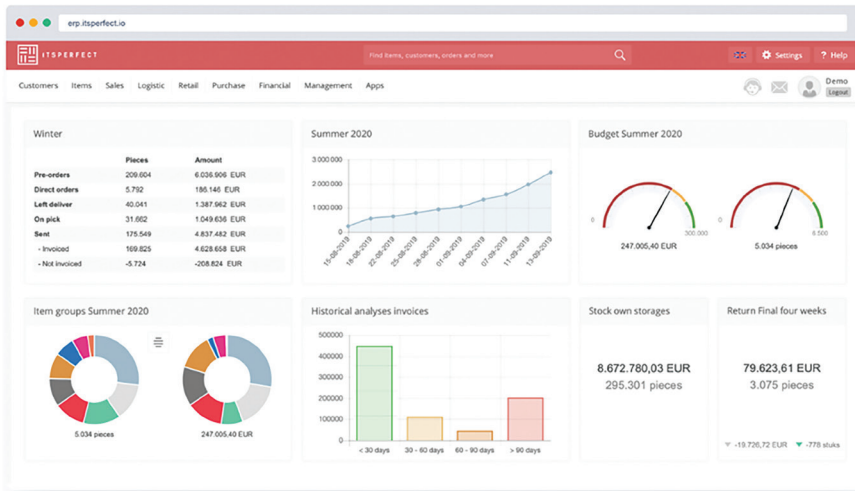 erp.itsperfect.io
ITSPERFECT
Find items, customers, orders and more
Settings
? Help
Customers Items Sales Logistic Retail Purchase Financial Management Apps
Demo
Logout
Winter
Pieces Amount
Pre-orders 209.604 6.036.906 EUR
Direct orders 5.792 186.146 EUR
Left deliver 40.041 1.387.962 EUR
On pick 31.662 1.049.636 EUR
Sent 175.549 4.837.482 EUR
- Invoiced 169.825 4.628.658 EUR
- Not invoiced -5.724 -208.824 EUR
Summer 2020
3 000 000
2 000 000
1 000 000
0
15-08-2019 18-08-2019 22-08-2019 25-08-2019 28-08-2019 01-09-2019 04-09-2019 07-09-2019 11-09-2019 13-09-2019
Budget Summer 2020
0 300.000
247.005,40 EUR
0 6.500
5.034 pieces
Item groups Summer 2020
5.034 pieces
247.005,40 EUR
Historical analyses invoices
500000
400000
300000
200000
100000
0
< 30 days 30 - 60 days 60 - 90 days > 90 days
Stock own storages
8.672.780,03 EUR
295.301 pieces
Return Final four weeks
79.623,61 EUR
3.075 pieces
-19.726,72 EUR -778 stuks